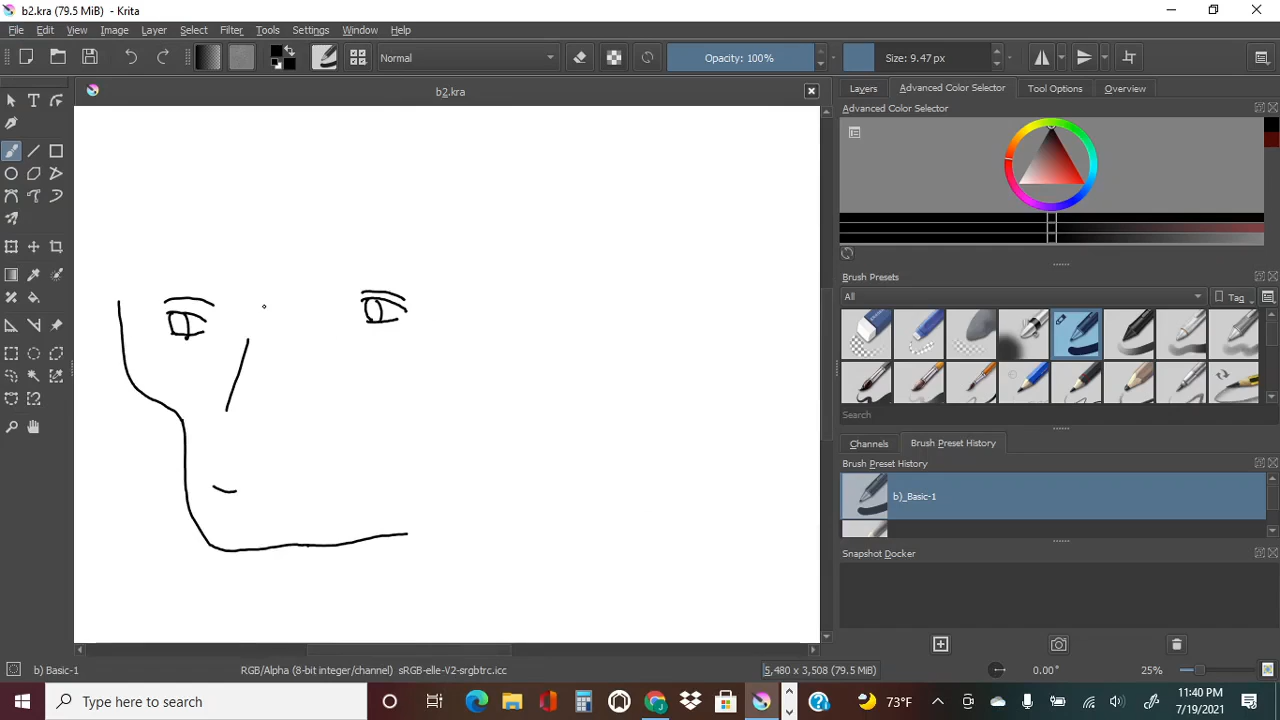 b2.kra (79.5 MiB) - Krita
File Edit View Image Layer Filter Tools Select Settings Window Help
Normal
Opacity: 100%
Size: 9.47 px
b2.kra
Layers Advanced Color Selector Tool Options Overview
Advanced Color Selector
Brush Presets
All
Tag
Search
Channels Brush Preset History
Brush Preset History
b)_Basic-1
Snapshot Docker
b) Basic-1
RGB/Alpha (8-bit integer/channel) sRGB-elle-V2-srgbtrc.icc
5,480 x 3,508 (79.5 MiB)
0.00°
25%
Type here to search
73°F
11:40 PM
7/19/2021